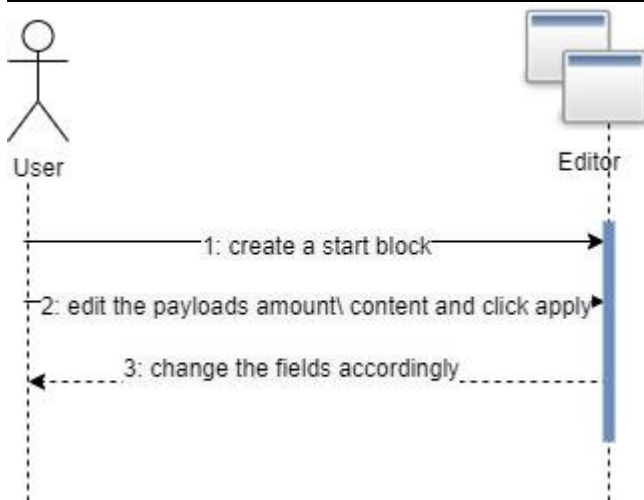 User
Editor
1: create a start block
2: edit the payloads amount\ content and click apply
3: change the fields accordingly